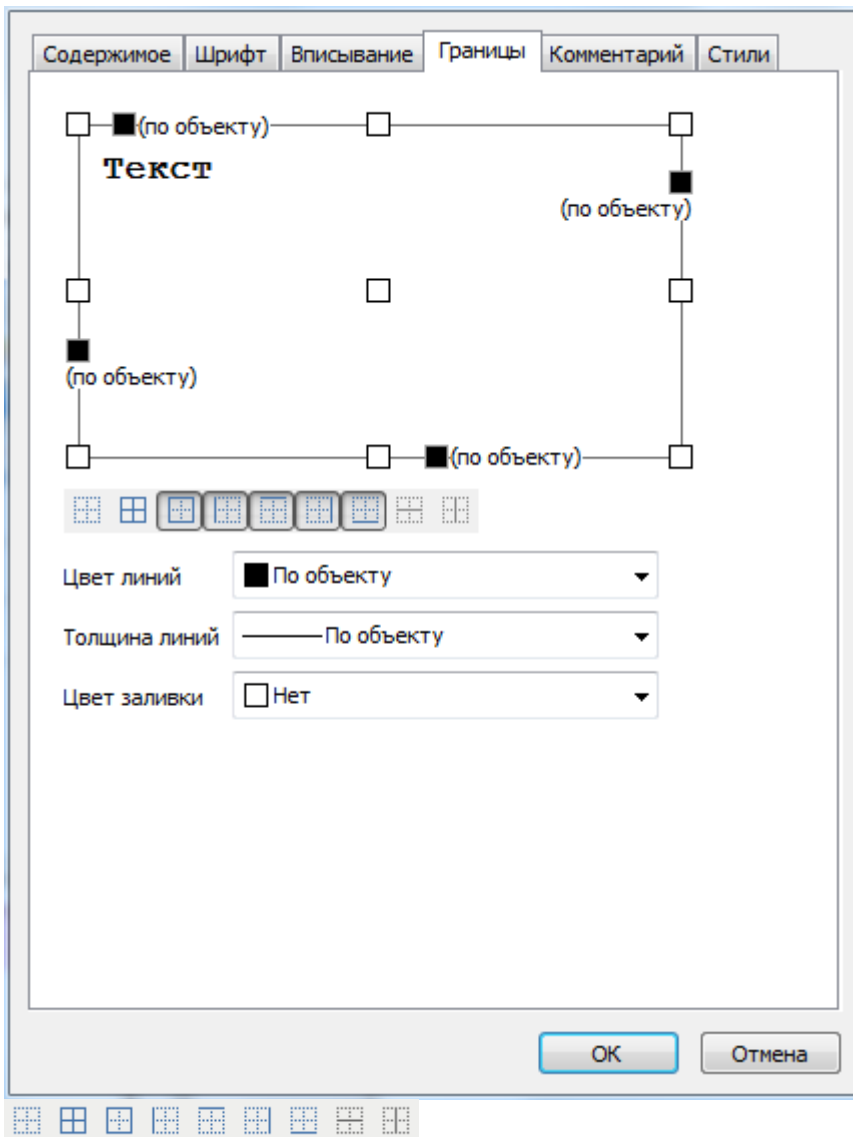 Содержимое Шрифт Вписывание Границы Комментарий Стили
(по объекту)
Текст
(по объекту)
(по объекту)
(по объекту)
Цвет линий По объекту
Толщина линий По объекту
Цвет заливки Нет
ОК Отмена